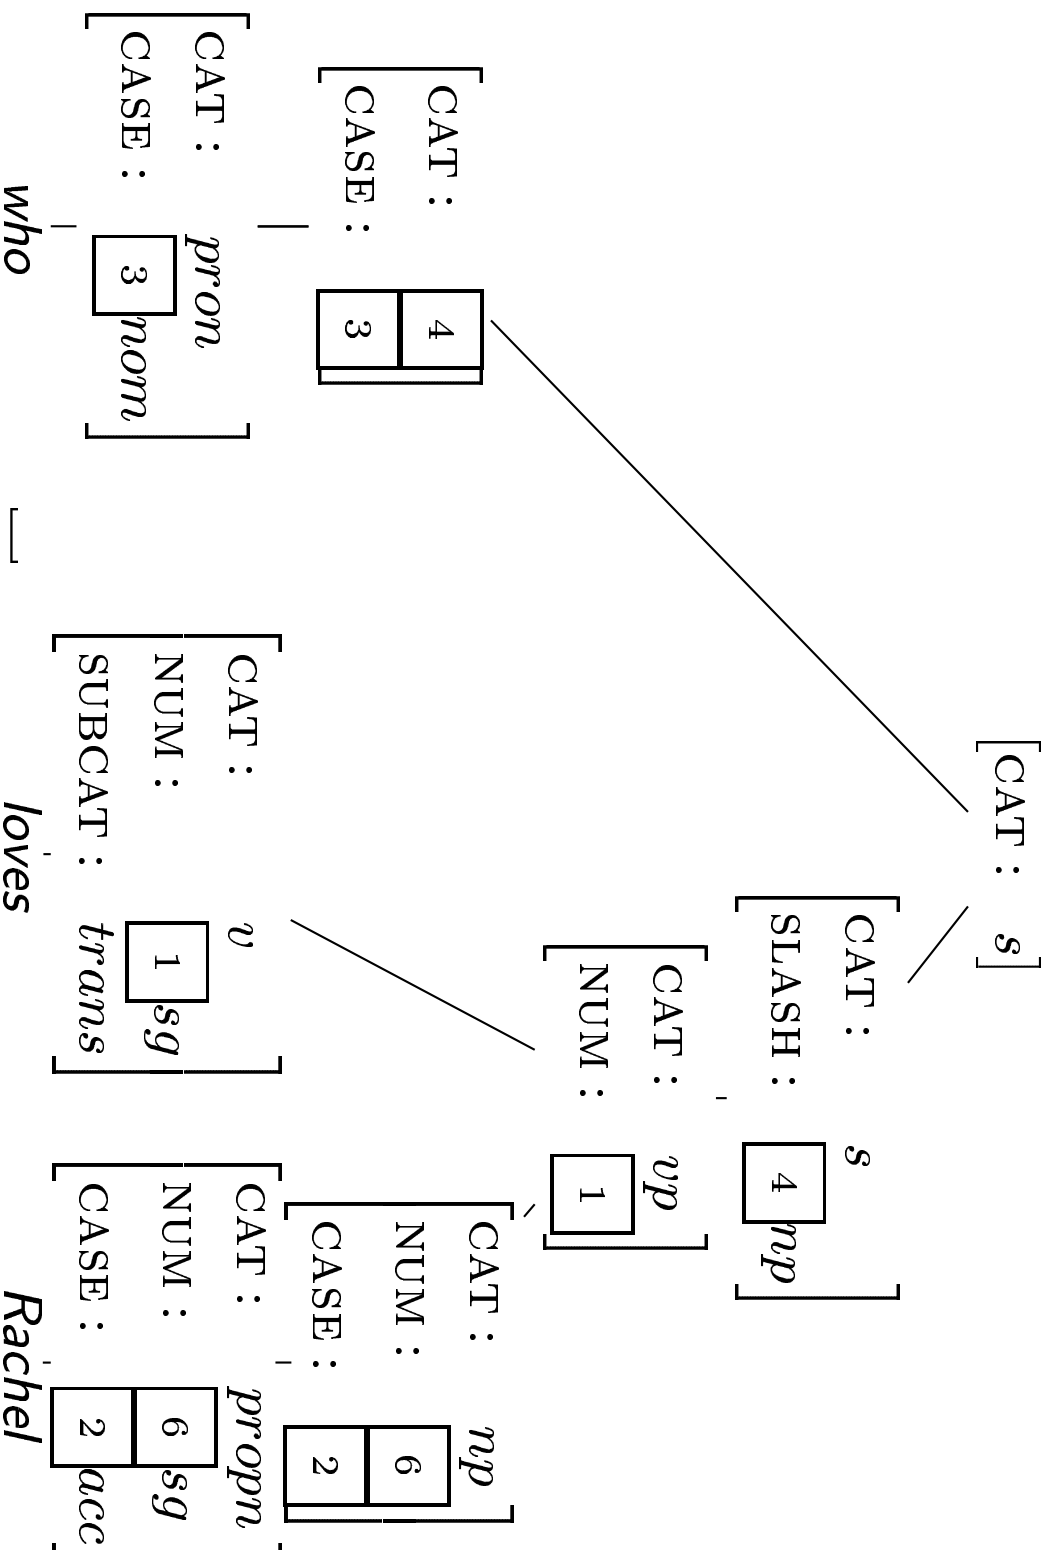 [CAT : s]
CAT : s
SLASH : 4 np
CAT : vp
NUM : 1
CAT : 4
CASE : 3
CAT : np
NUM : 6
CASE : 2
CAT : pron
CASE : 3 nom
CAT : v
NUM : 1 sg
SUBCAT : trans
CAT : propn
NUM : 6 sg
CASE : 2 acc
who loves Rachel